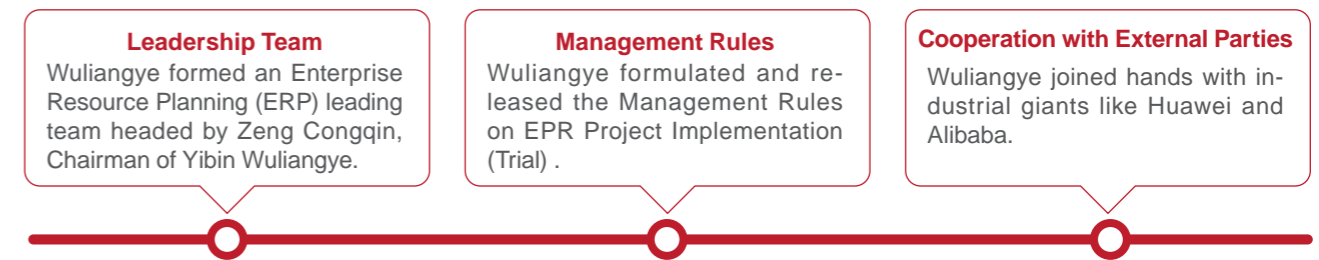 Leadership Team
Wuliangye formed an Enterprise
Resource Planning (ERP) leading
team headed by Zeng Congqin,
Chairman of Yibin Wuliangye.
Management Rules
Wuliangye formulated and re-
leased the Management Rules
on EPR Project Implementation
(Trial) .
Cooperation with External Parties
Wuliangye joined hands with in-
dustrial giants like Huawei and
Alibaba.